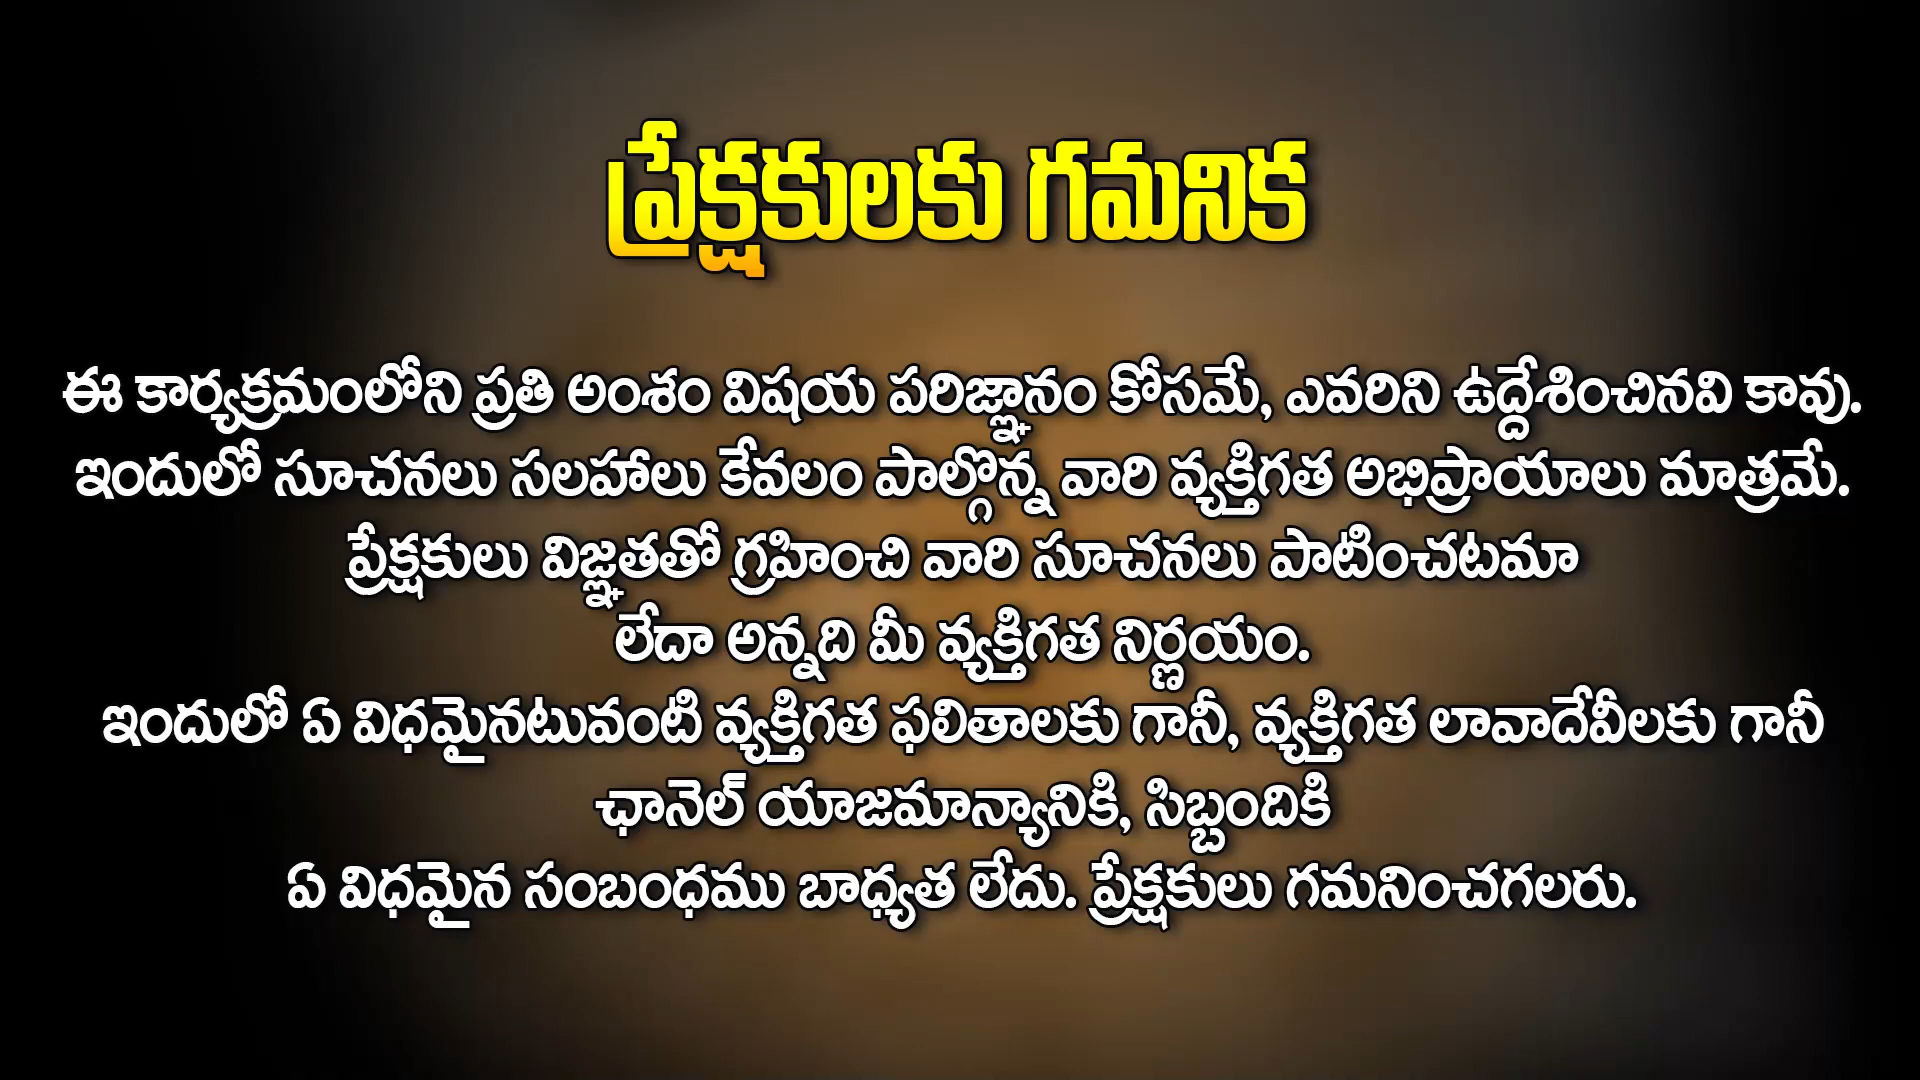 ప్రేక్షకులకు గమనిక
ఈ కార్యక్రమంలోని ప్రతి అంశం విషయ పరిజ్ఞానం కోసమే, ఎవరిని ఉద్దేశించినవి కావు.
ఇందులో సూచనలు సలహాలు కేవలం పాల్గొన్న వారి వ్యక్తిగత అభిప్రాయాలు మాత్రమే.
ప్రేక్షకులు విజ్ఞతతో గ్రహించి వారి సూచనలు పాటించటమా
లేదా అన్నది మీ వ్యక్తిగత నిర్ణయం.
ఇందులో ఏ విధమైనటువంటి వ్యక్తిగత ఫలితాలకు గానీ, వ్యక్తిగత లావాదేవీలకు గానీ
ఛానెల్ యాజమాన్యానికి, సిబ్బందికి
ఏ విధమైన సంబంధము బాధ్యత లేదు. ప్రేక్షకులు గమనించగలరు.